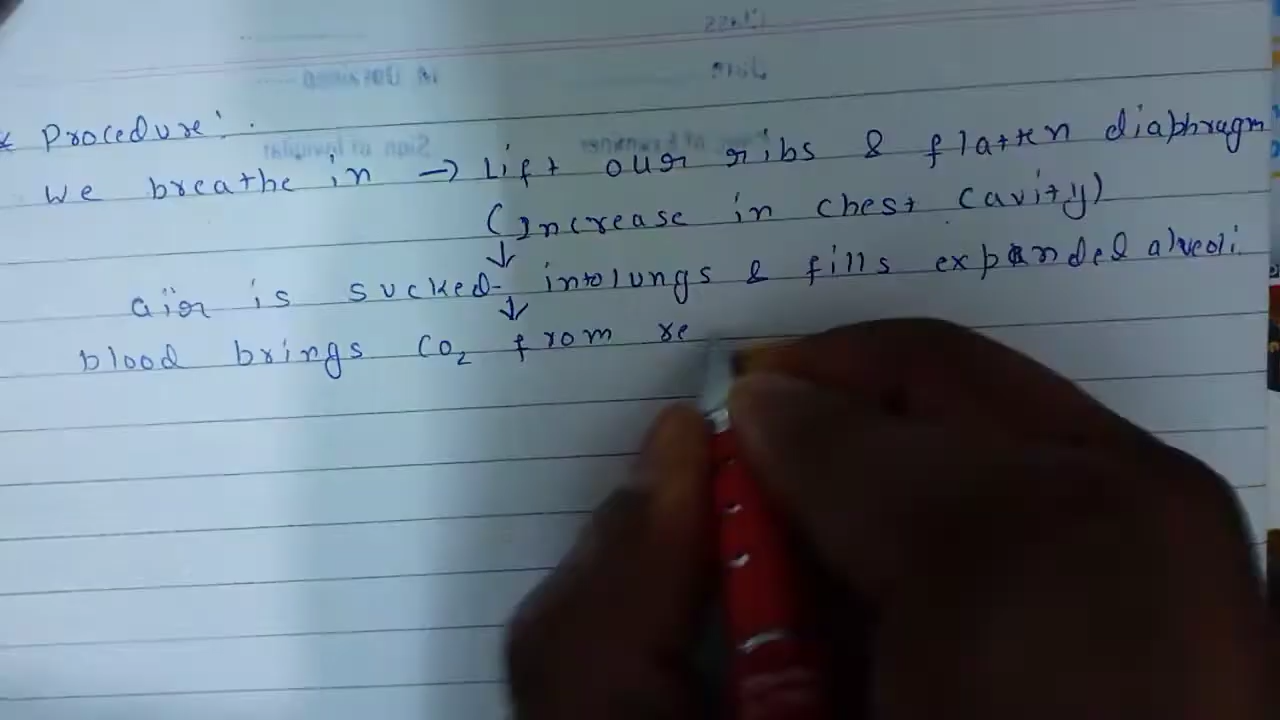 * Procedure:
We breathe in → Lift our ribs & flatten diaphragm
(Increase in chest cavity)
↓
air is sucked into lungs & fills expanded alveoli.
↓
blood brings CO2 from re